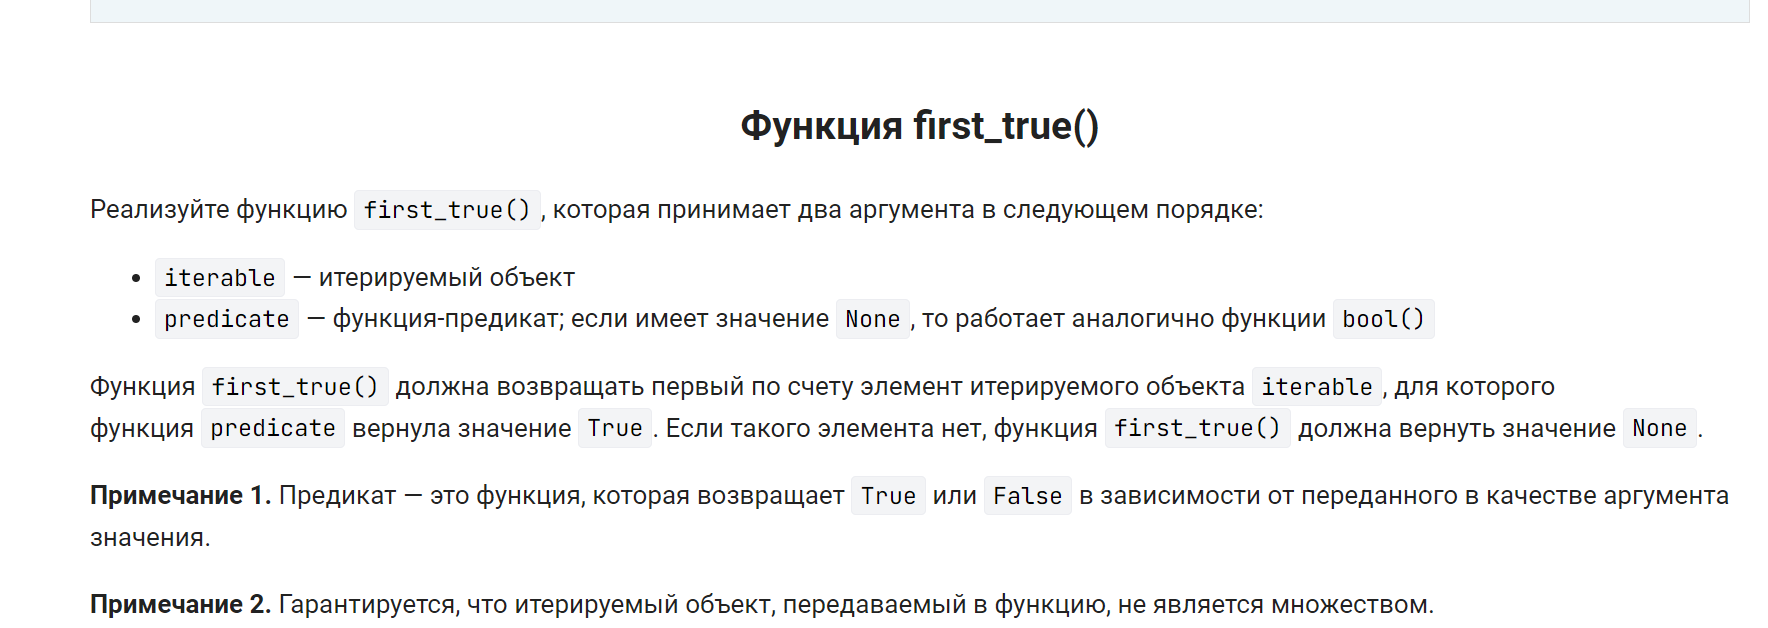 Функция first_true()
Реализуйте функцию first_true(), которая принимает два аргумента в следующем порядке:
• iterable — итерируемый объект
• predicate — функция-предикат; если имеет значение None, то работает аналогично функции bool()
Функция first_true() должна возвращать первый по счету элемент итерируемого объекта iterable, для которого
функция predicate вернула значение True. Если такого элемента нет, функция first_true() должна вернуть значение None.
Примечание 1. Предикат — это функция, которая возвращает True или False в зависимости от переданного в качестве аргумента
значения.
Примечание 2. Гарантируется, что итерируемый объект, передаваемый в функцию, не является множеством.